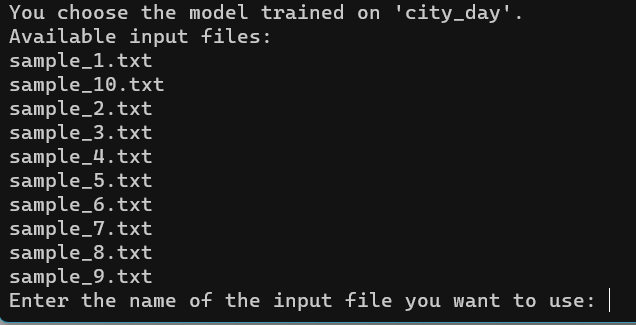 You choose the model trained on 'city_day'.
Available input files:
sample_1.txt
sample_10.txt
sample_2.txt
sample_3.txt
sample_4.txt
sample_5.txt
sample_6.txt
sample_7.txt
sample_8.txt
sample_9.txt
Enter the name of the input file you want to use: